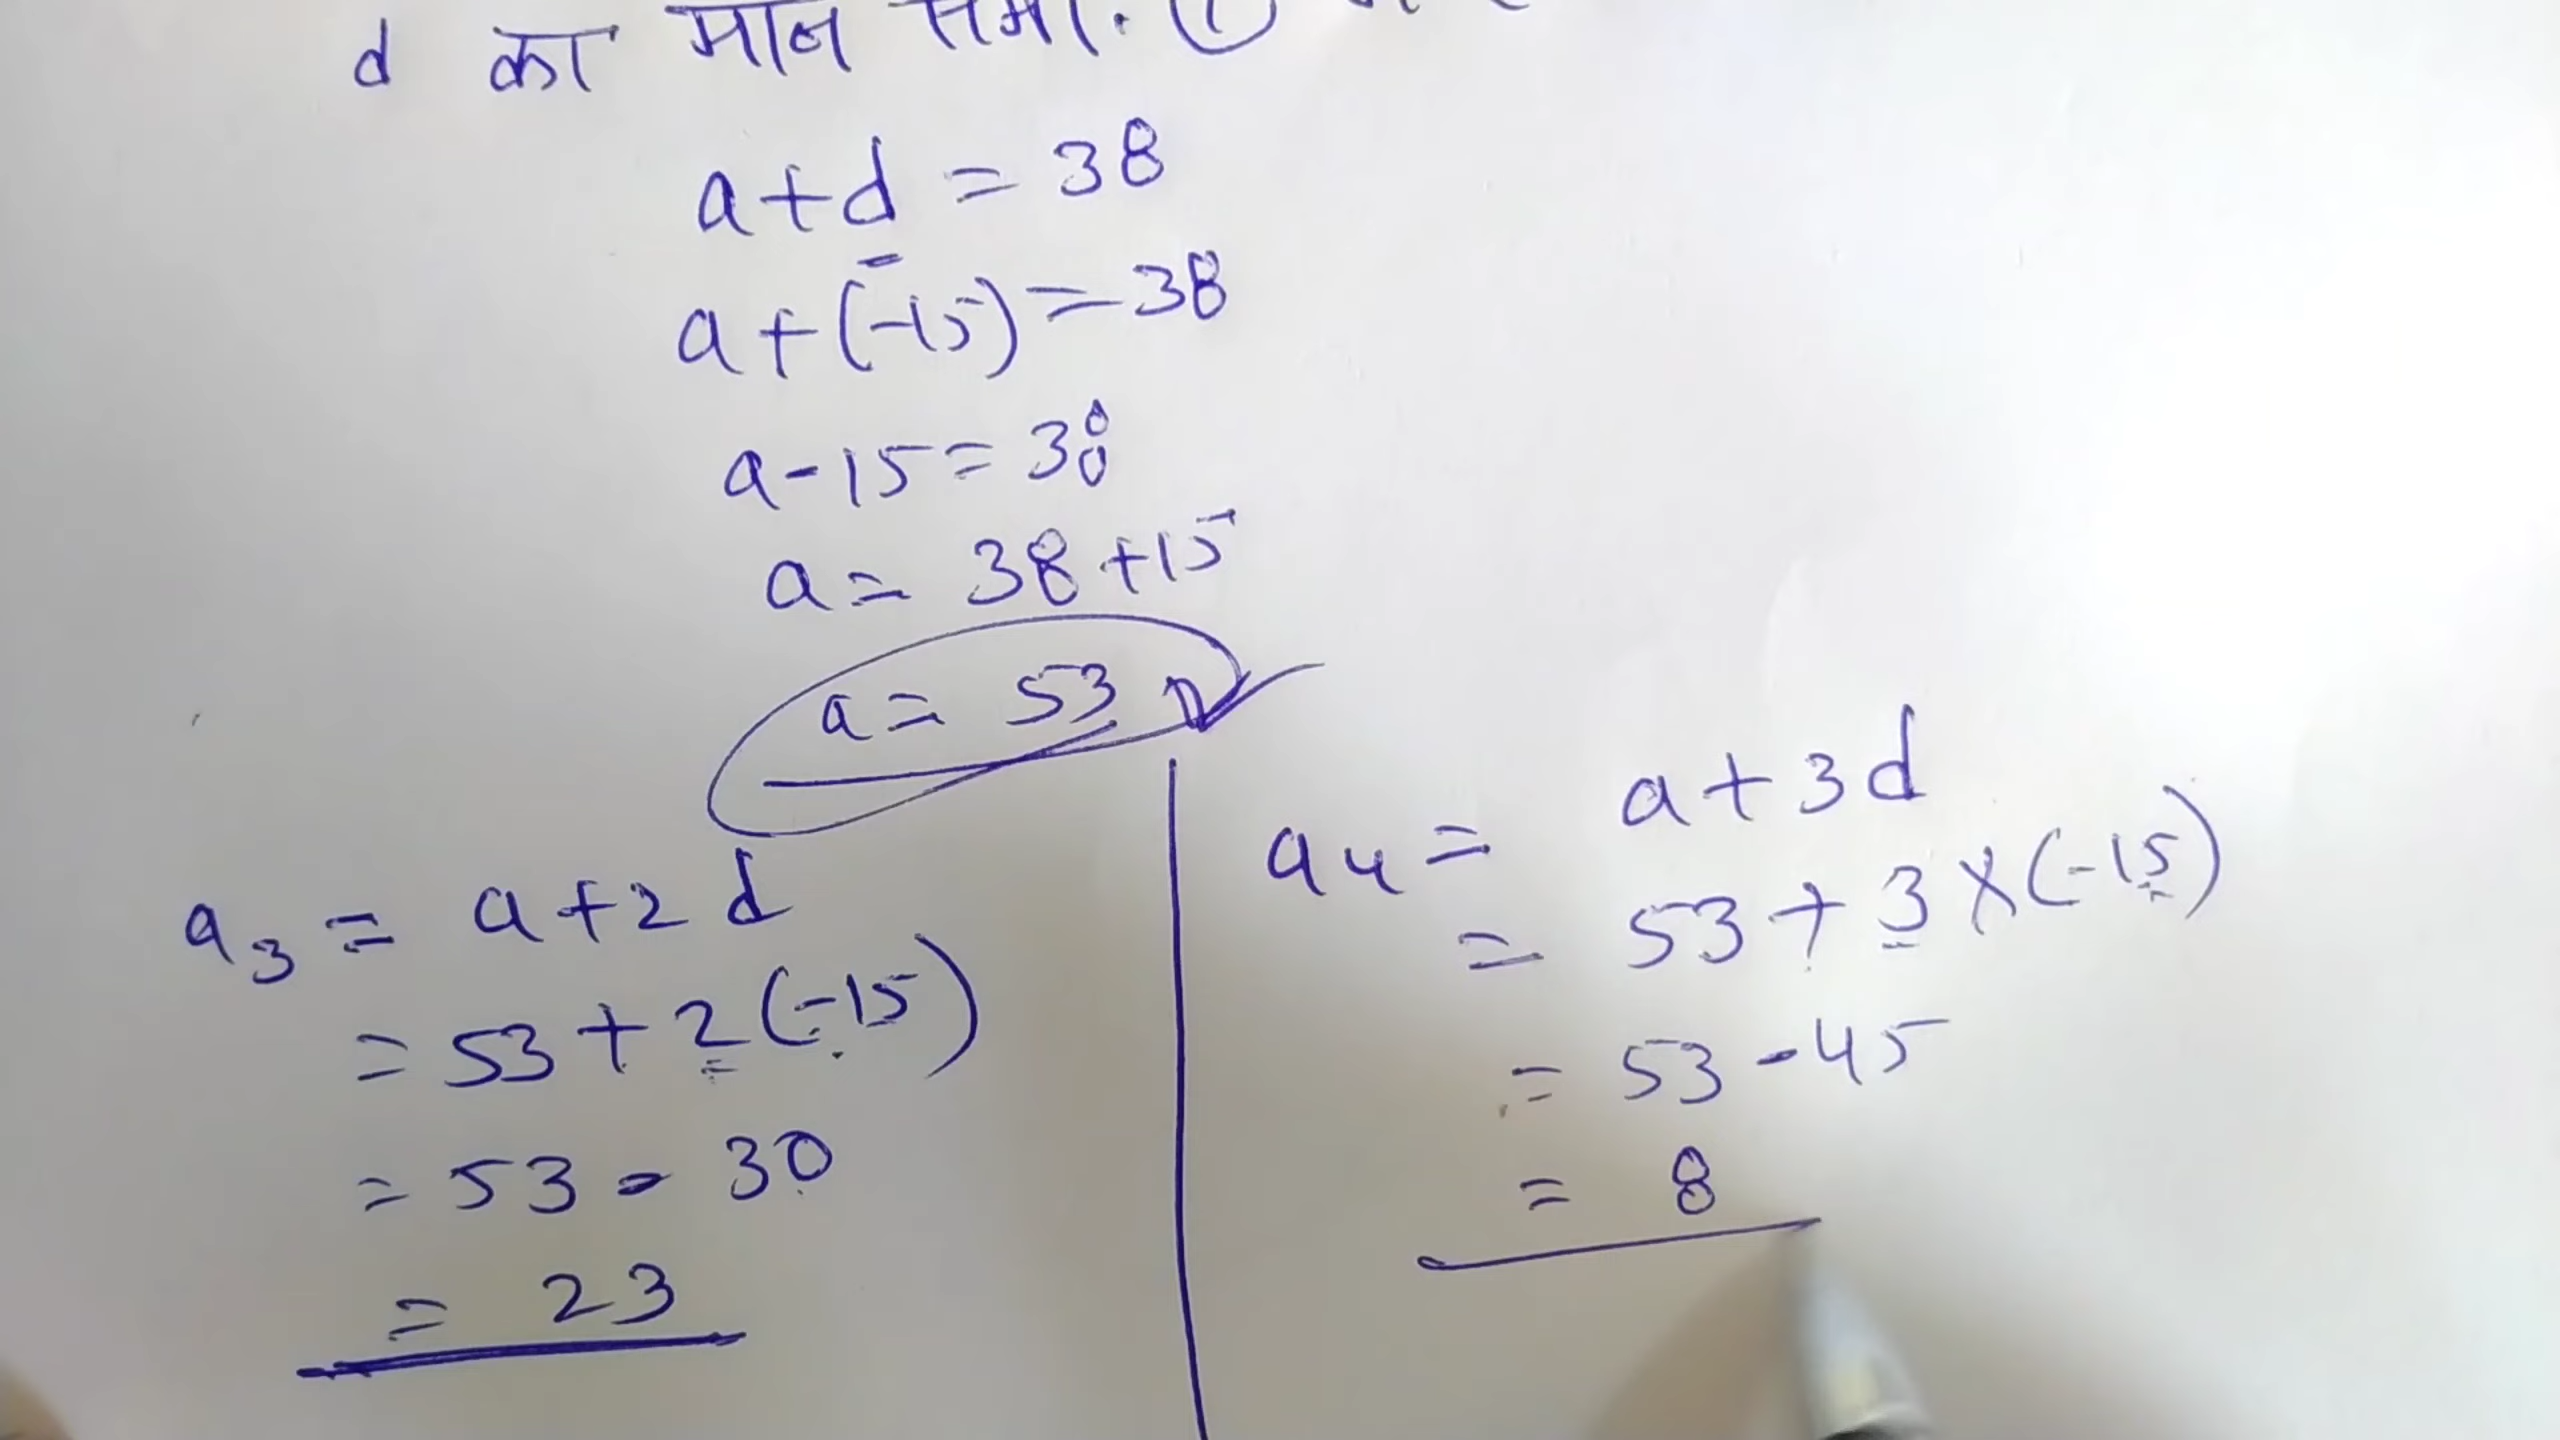 d का मान समी. ①
a+d = 38
a+(-15) = 38
a-15 = 38
a = 38+15
a = 53
a₃ = a+2d
= 53+2(-15)
= 53-30
= 23
a₄ = a+3d
= 53+3×(-15)
= 53-45
= 8